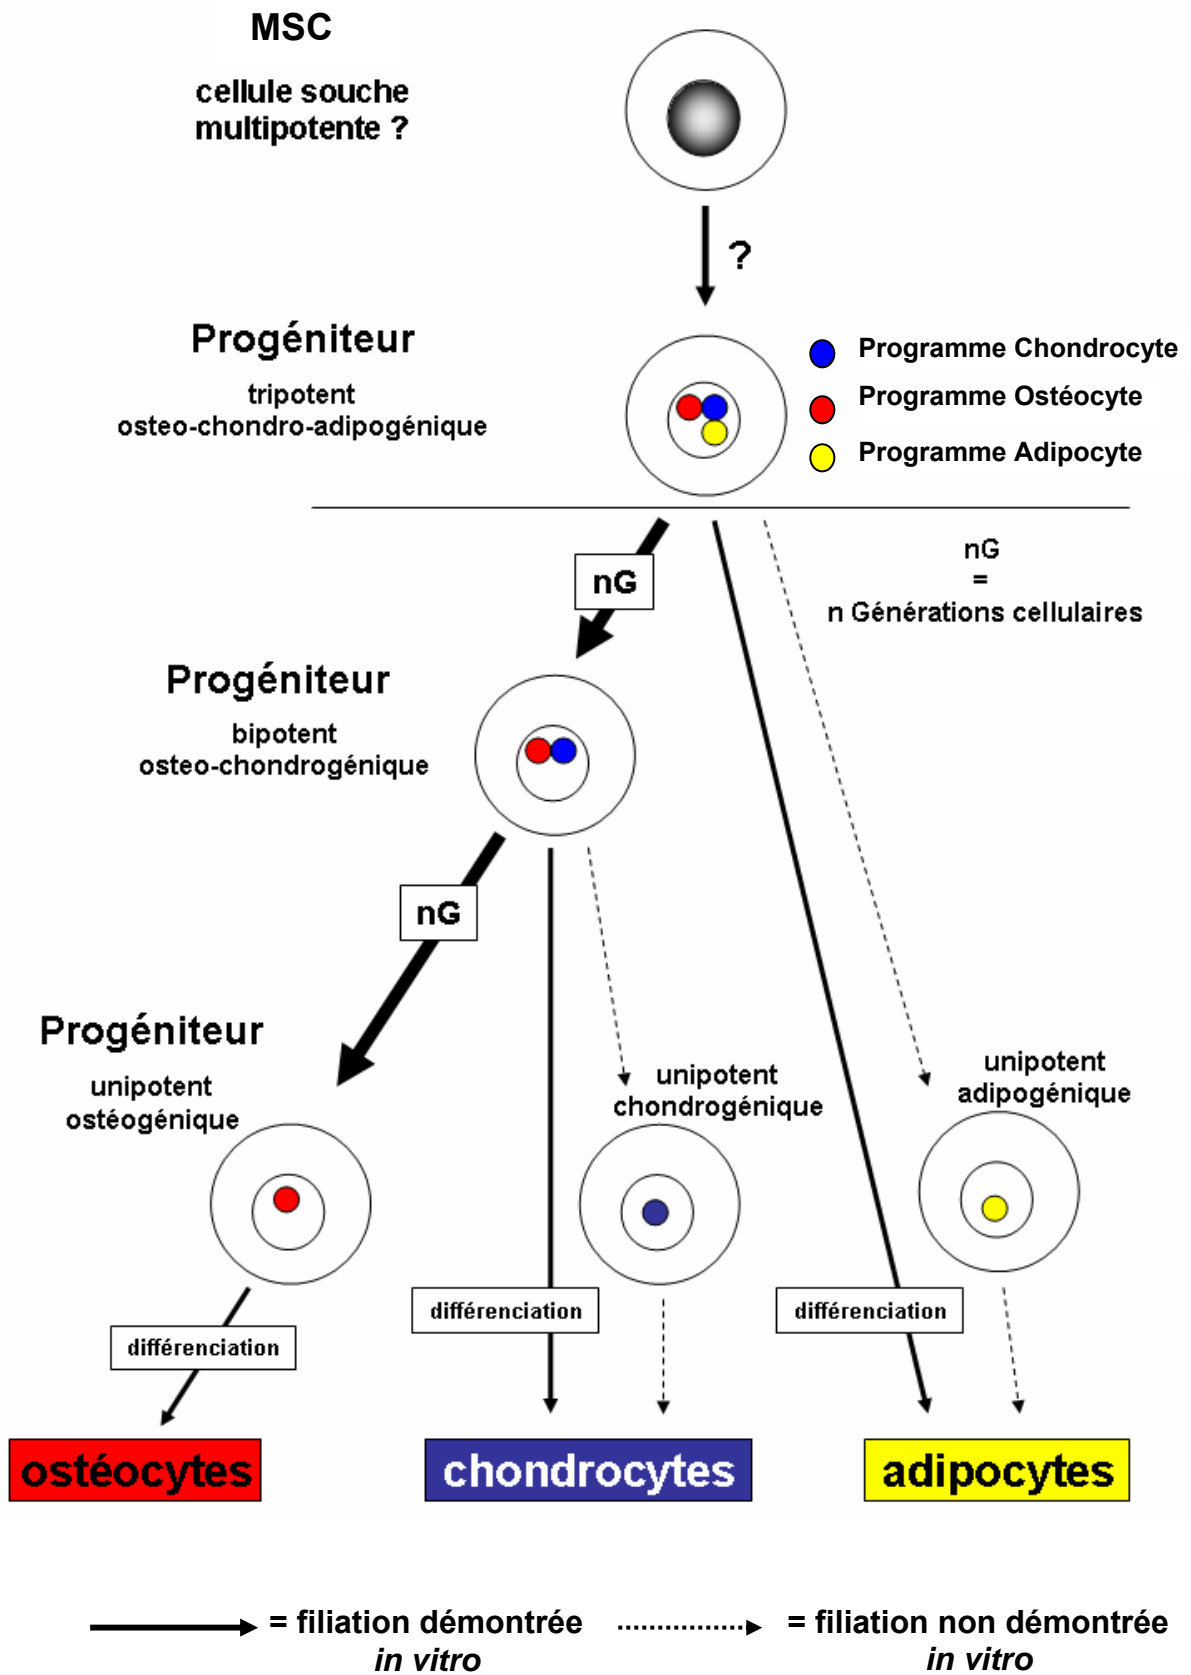 MSC
cellule souche
multipotente ?
?
Progéniteur
tripotent
osteo-chondro-adipogénique
Programme Chondrocyte
Programme Ostéocyte
Programme Adipocyte
nG
nG
=
n Générations cellulaires
Progéniteur
bipotent
osteo-chondrogénique
nG
Progéniteur
unipotent
ostéogénique
unipotent
chondrogénique
unipotent
adipogénique
différenciation
différenciation
différenciation
ostéocytes
chondrocytes
adipocytes
= filiation démontrée
in vitro
= filiation non démontrée
in vitro